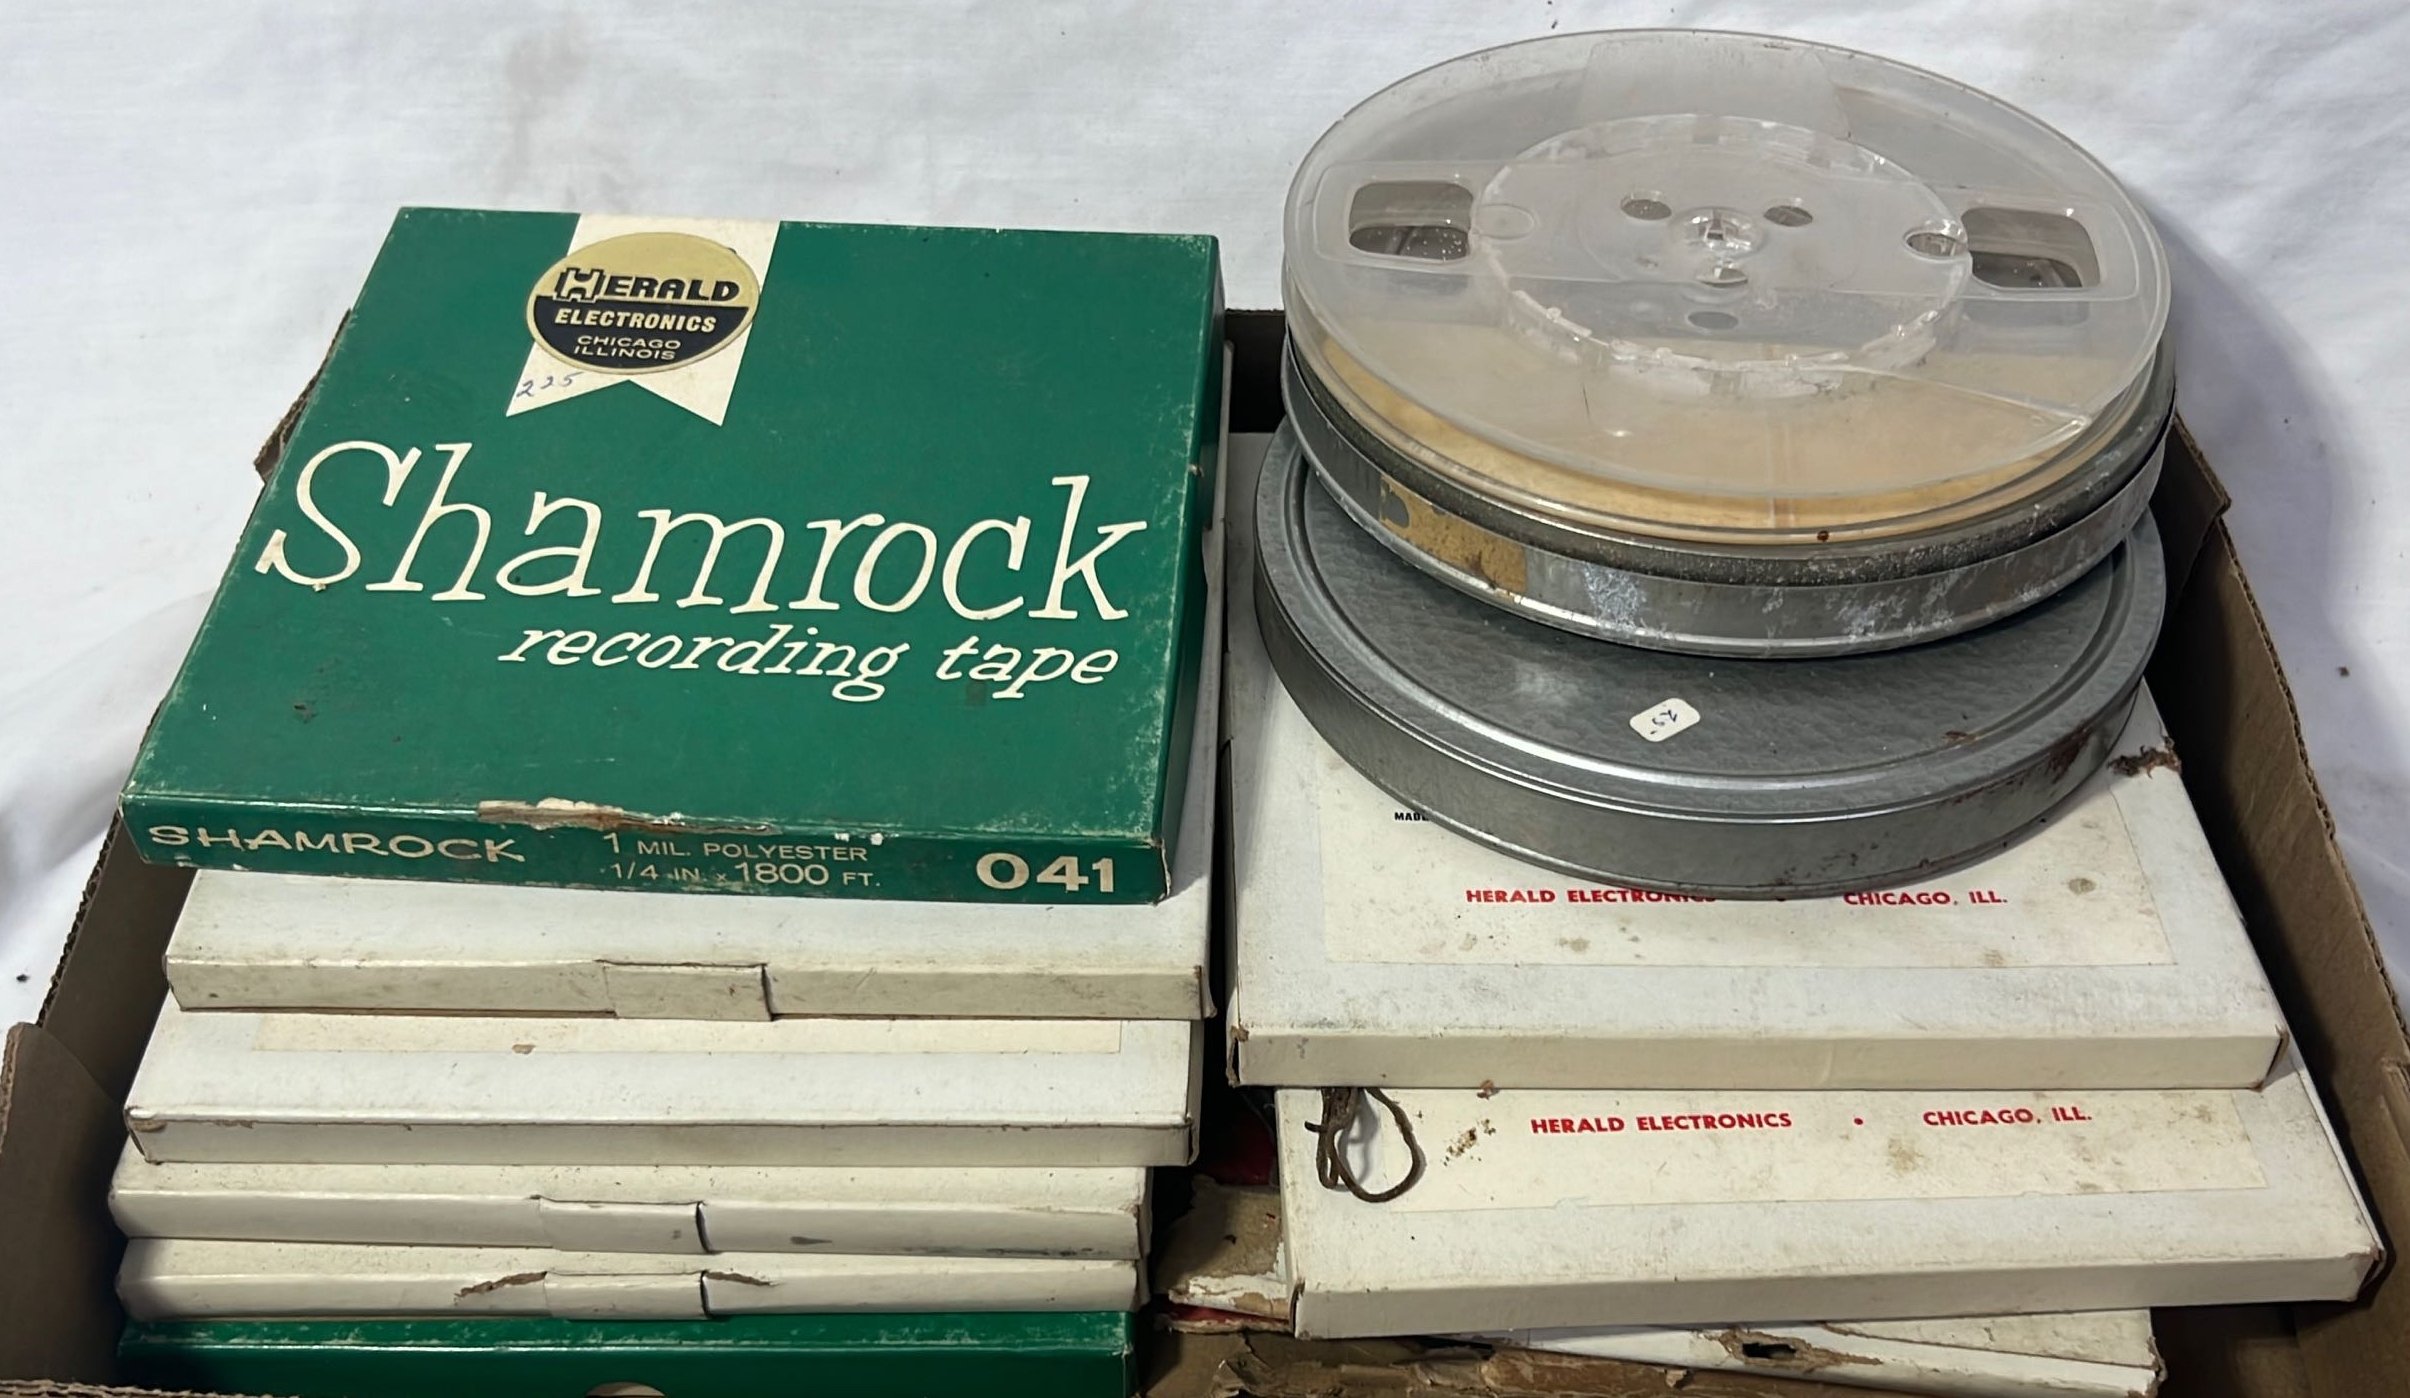 HERALD
ELECTRONICS
CHICAGO
ILLINOIS
225
Shamrock
recording tape
SHAMROCK
1 MIL. POLYESTER
1/4 IN. x 1800 FT.
041
HERALD ELECTRONICS • CHICAGO, ILL.
HERALD ELECTRONICS • CHICAGO, ILL.